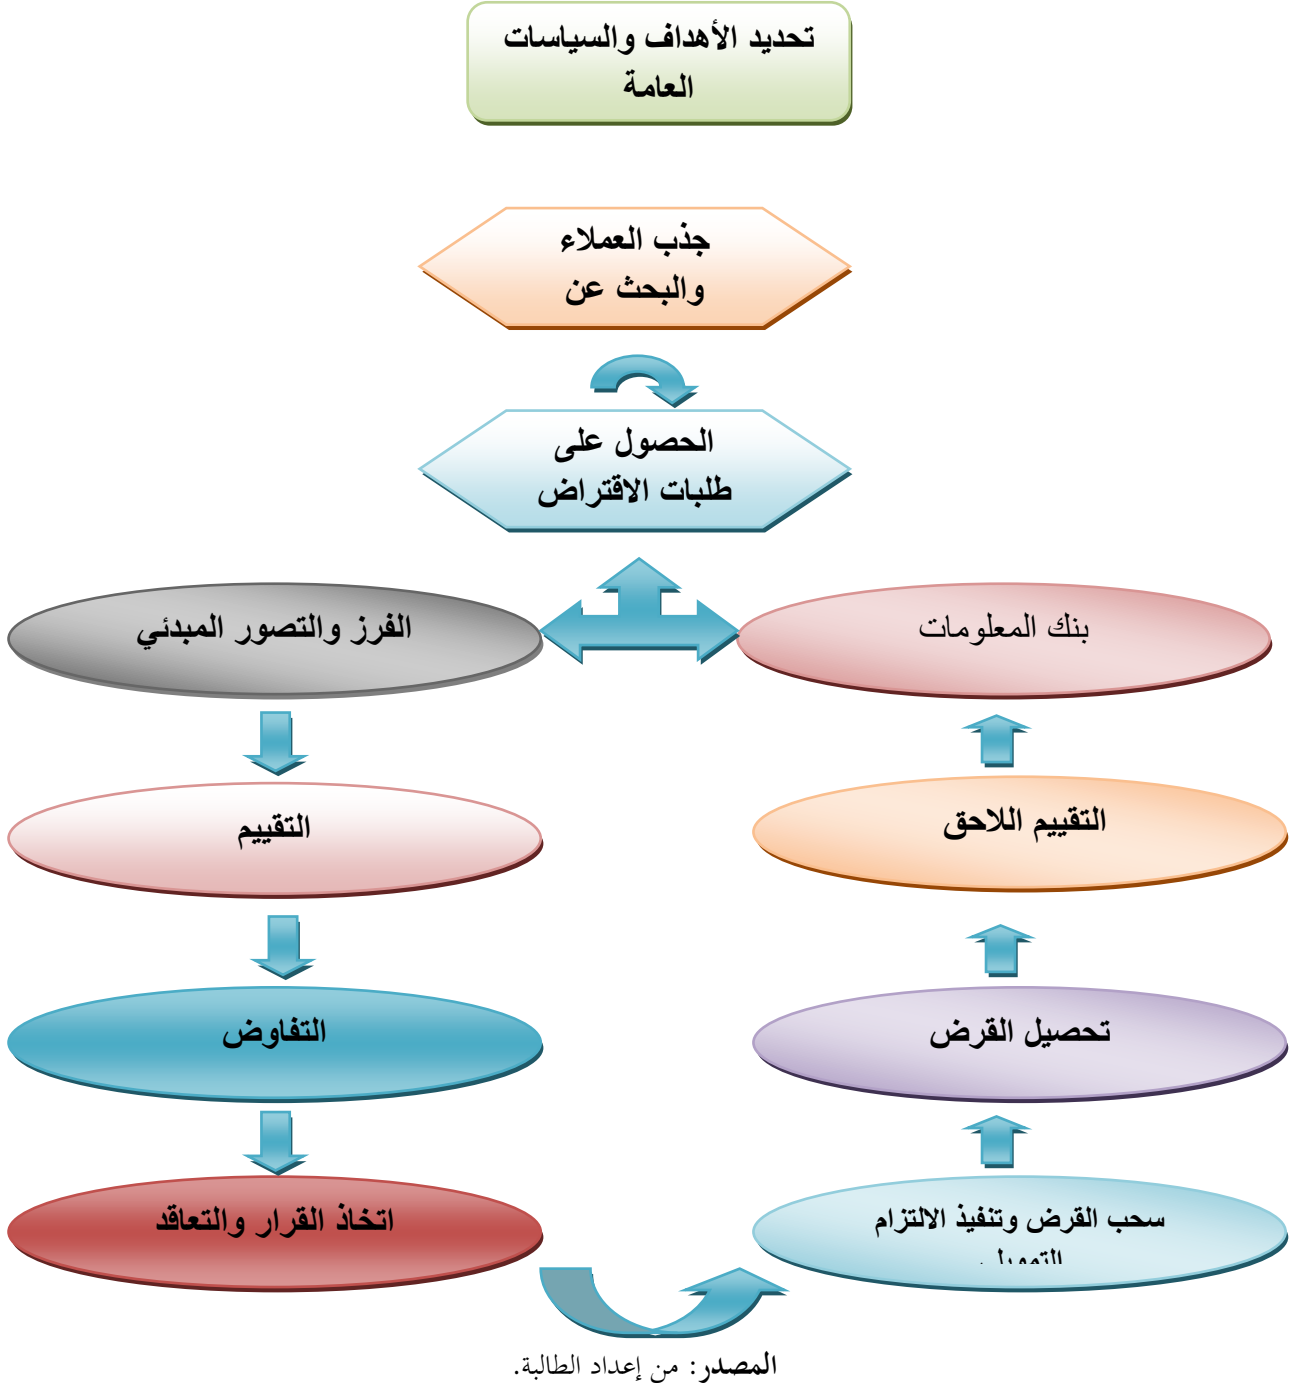 تحديد الأهداف والسياسات
العامة
جذب العملاء
والبحث عن
الحصول على
طلبات الاقتراض
بنك المعلومات
الفرز والتصور المبدئي
التقييم اللاحق
التقييم
تحصيل القرض
التفاوض
سحب القرض وتنفيذ الالتزام
اتخاذ القرار والتعاقد
المصدر: من إعداد الطالبة.